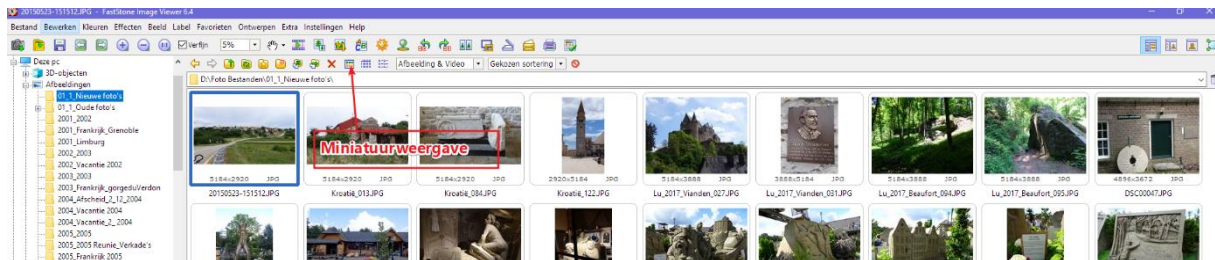 20150523-151512.JPG - FastStone Image Viewer 6.4
Bestand Bewerken Kleuren Effecten Beeld Label Favorieten Ontwerpen Extra Instellingen Help
Verfijn 5%
Deze pc
Afbeelding & Video Gekozen sortering
3D-objecten
D:\Foto Bestanden\01_1_Nieuwe foto's\
Afbeeldingen
01_1_Nieuwe foto's
01_1_Oude foto's
2001_2002
2001_Frankrijk_Grenoble
2001_Limburg
2002_2003
2002_Vacantie 2002
2003_2003
2003_Frankrijk_gorgeduVerdon
2004_Afscheid_2_12_2004
2004_Vacantie 2004
2004_Vacantie_2_ 2004
2005_2005
2005_2005 Reunie_Verkade's
2005_Frankrijk 2005
Miniatuurweergave
5184x2920 JPG 5184x2920 JPG 5184x2920 JPG 2920x5184 JPG 5184x3888 JPG 3888x5184 JPG 5184x3888 JPG 5184x3888 JPG 4896x3672 JPG
20150523-151512.JPG Kroatië_013.JPG Kroatië_084.JPG Kroatië_122.JPG Lu_2017_Vianden_027.JPG Lu_2017_Vianden_031.JPG Lu_2017_Beaufort_094.JPG Lu_2017_Beaufort_095.JPG DSC00047.JPG